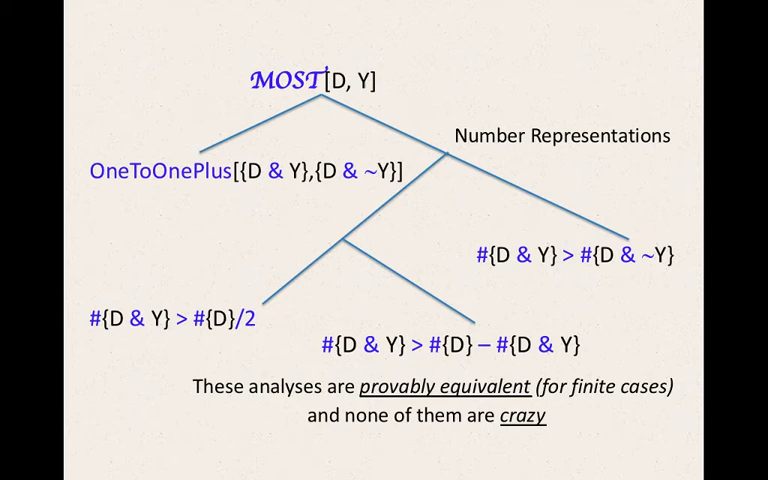 MOST[D, Y]
Number Representations
OneToOnePlus[{D & Y},{D & ~Y}]
#{D & Y} > #{D & ~Y}
#{D & Y} > #{D}/2
#{D & Y} > #{D} – #{D & Y}
These analyses are provably equivalent (for finite cases)
and none of them are crazy